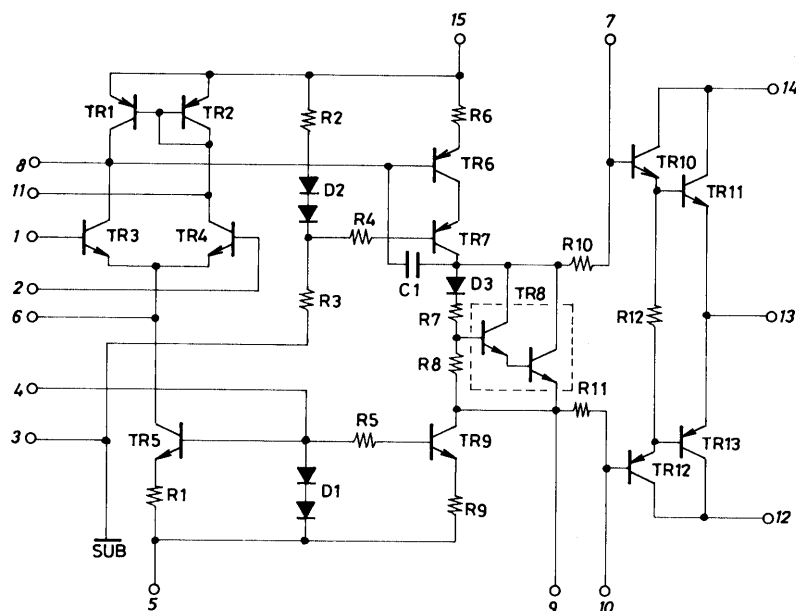 15
7
14
TR1
TR2
R2
R6
TR10
TR11
8
TR6
11
D2
1
TR3
TR4
R4
TR7
R10
2
C1
D3
TR8
6
R3
R7
R12
13
4
R8
R11
3
TR5
R5
TR9
TR12
TR13
R1
D1
R9
12
SUB
5
9
10